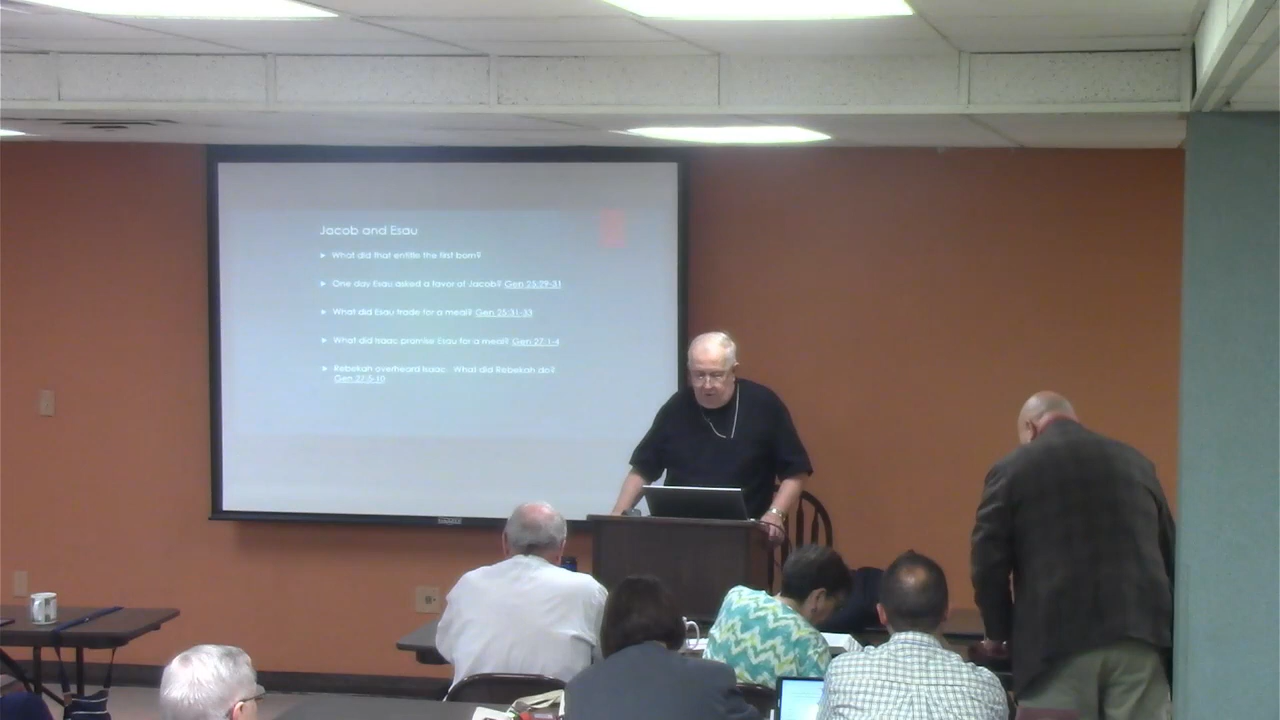 Jacob and Esau
What did that entitle the first born?
One day Esau asked a favor of Jacob? Gen 25:29-31
What did Esau trade for a meal? Gen 25:31-33
What did Isaac promise Esau for a meal? Gen 27:1-4
Rebekah overheard Isaac. What did Rebekah do?
Gen 27:5-10